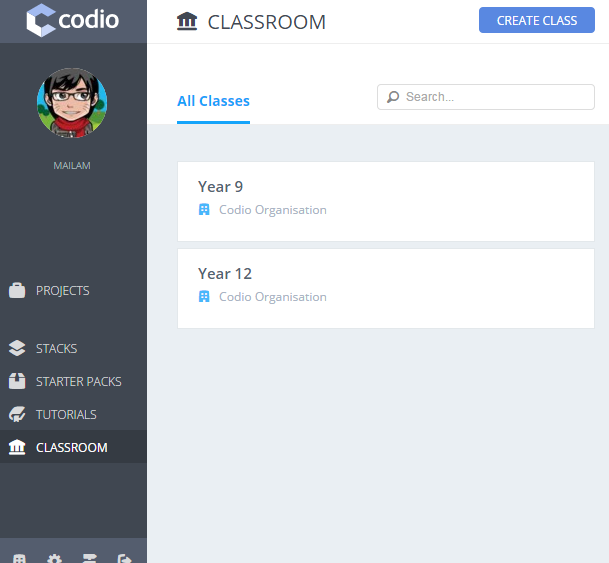 codio
CLASSROOM
CREATE CLASS
All Classes
Search...
MAILAM
Year 9
Codio Organisation
Year 12
Codio Organisation
PROJECTS
STACKS
STARTER PACKS
TUTORIALS
CLASSROOM